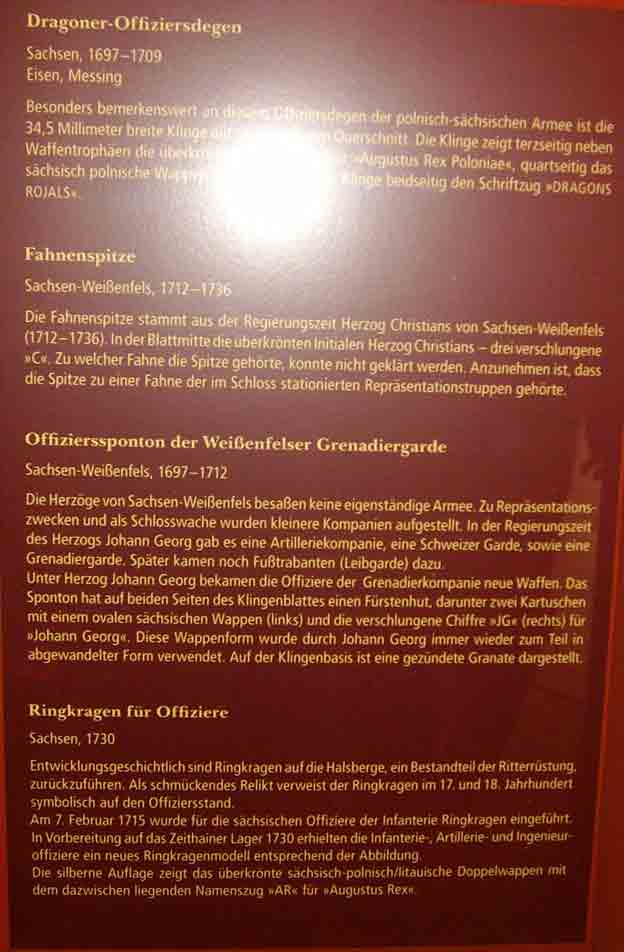 Dragoner-Offiziersdegen
Sachsen, 1697–1709
Eisen, Messing
Besonders bemerkenswert an diesem Offiziersdegen der polnisch-sächsischen Armee ist die
34,5 Millimeter breite Klinge Querschnitt. Die Klinge zeigt terzseitig neben
Waffentrophäen die »Augustus Rex Poloniae«, quartseitig das
sächsisch polnische Klinge beidseitig den Schriftzug »DRAGONS
ROJALS«.
Fahnenspitze
Sachsen-Weißenfels, 1712–1736
Die Fahnenspitze stammt aus der Regierungszeit Herzog Christians von Sachsen-Weißenfels
(1712–1736). In der Blattmitte die überkrönten Initialen Herzog Christians – drei verschlungene
»C«. Zu welcher Fahne die Spitze gehörte, konnte nicht geklärt werden. Anzunehmen ist, dass
die Spitze zu einer Fahne der im Schloss stationierten Repräsentationstruppen gehörte.
Offizierssponton der Weißenfelser Grenadiergarde
Sachsen-Weißenfels, 1697–1712
Die Herzöge von Sachsen-Weißenfels besaßen keine eigenständige Armee. Zu Repräsentations-
zwecken und als Schlosswache wurden kleinere Kompanien aufgestellt. In der Regierungszeit
des Herzogs Johann Georg gab es eine Artilleriekompanie, eine Schweizer Garde, sowie eine
Grenadiergarde. Später kamen noch Fußtrabanten (Leibgarde) dazu.
Unter Herzog Johann Georg bekamen die Offiziere der Grenadierkompanie neue Waffen. Das
Sponton hat auf beiden Seiten des Klingenblattes einen Fürstenhut, darunter zwei Kartuschen
mit einem ovalen sächsischen Wappen (links) und die verschlungene Chiffre »JG« (rechts) für
»Johann Georg«. Diese Wappenform wurde durch Johann Georg immer wieder zum Teil in
abgewandelter Form verwendet. Auf der Klingenbasis ist eine gezündete Granate dargestellt.
Ringkragen für Offiziere
Sachsen, 1730
Entwicklungsgeschichtlich sind Ringkragen auf die Halsberge, ein Bestandteil der Ritterrüstung,
zurückzuführen. Als schmückendes Relikt verweist der Ringkragen im 17. und 18. Jahrhundert
symbolisch auf den Offiziersstand.
Am 7. Februar 1715 wurde für die sächsischen Offiziere der Infanterie Ringkragen eingeführt.
In Vorbereitung auf das Zeithainer Lager 1730 erhielten die Infanterie-, Artillerie- und Ingenieur-
offiziere ein neues Ringkragenmodell entsprechend der Abbildung.
Die silberne Auflage zeigt das überkrönte sächsisch-polnisch/litauische Doppelwappen mit
dem dazwischen liegenden Namenszug »AR« für »Augustus Rex«.